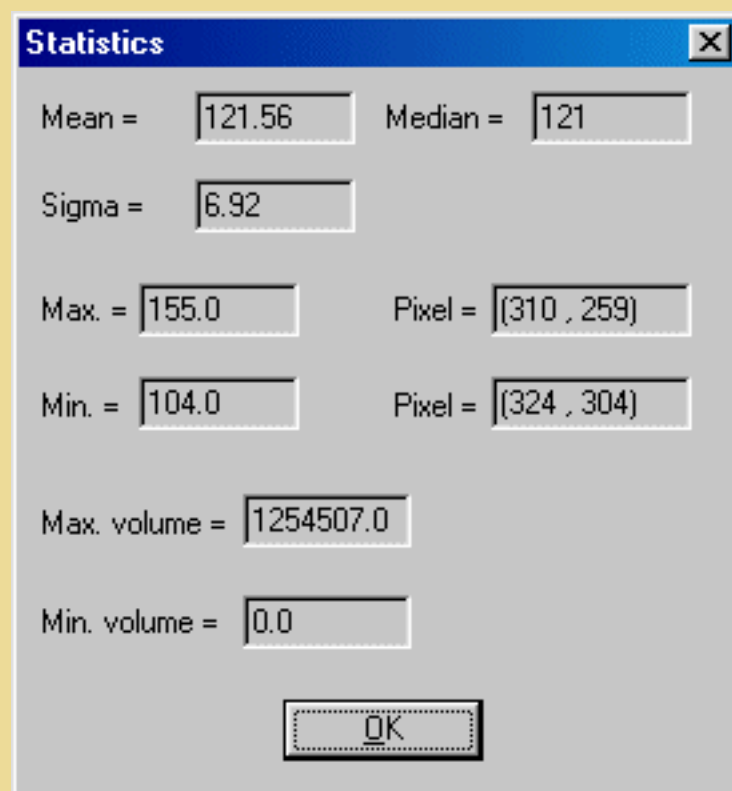 Statistics
Mean = 121.56 Median = 121
Sigma = 6.92
Max. = 155.0 Pixel = (310 , 259)
Min. = 104.0 Pixel = (324 , 304)
Max. volume = 1254507.0
Min. volume = 0.0
OK